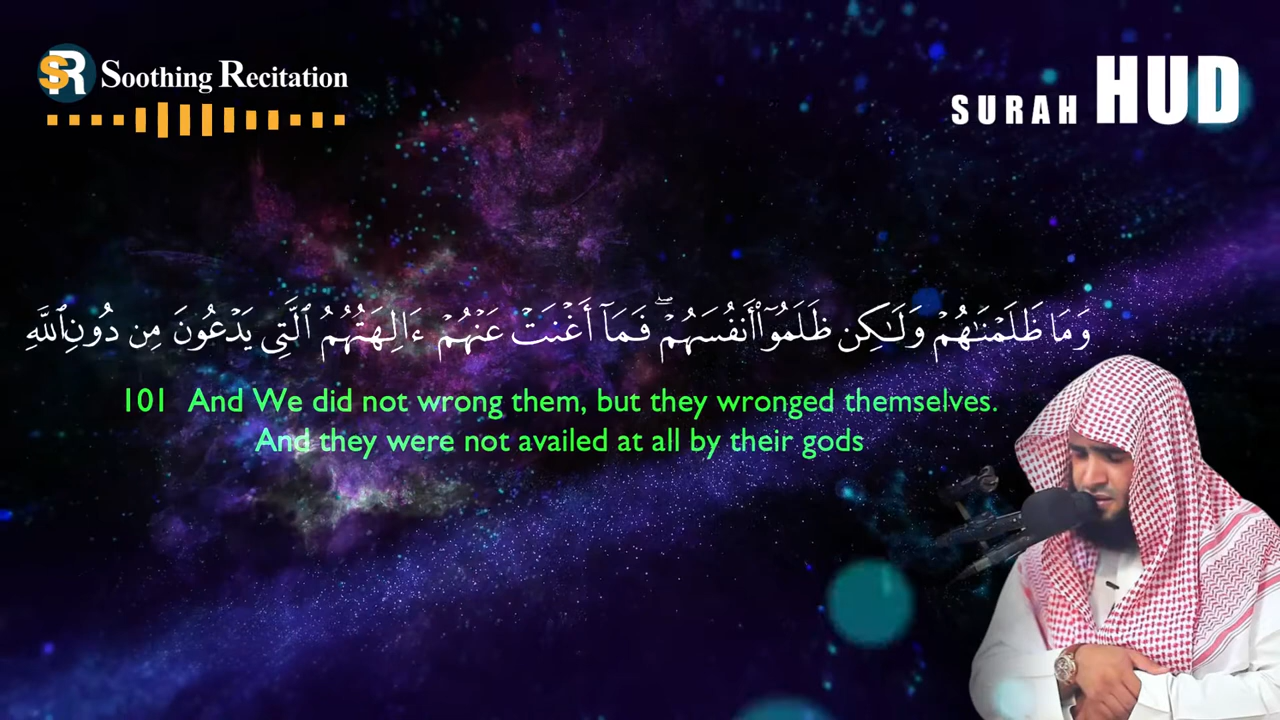 SR Soothing Recitation
SURAH HUD
وَمَا ظَلَمْنَـٰهُمْ وَلَـٰكِن ظَلَمُوٓا۟ أَنفُسَهُمْ ۖ فَمَآ أَغْنَتْ عَنْهُمْ ءَالِهَتُهُمُ ٱلَّتِى يَدْعُونَ مِن دُونِ ٱللَّهِ
101 And We did not wrong them, but they wronged themselves.
And they were not availed at all by their gods